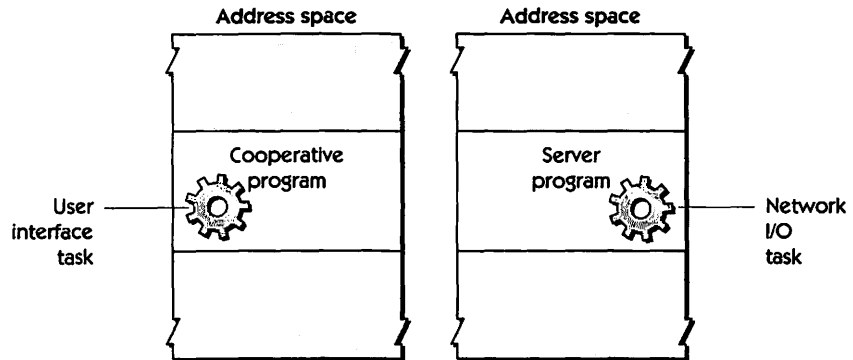 Address space
Address space
Cooperative
program
Server
program
User
interface
task
Network
I/O
task